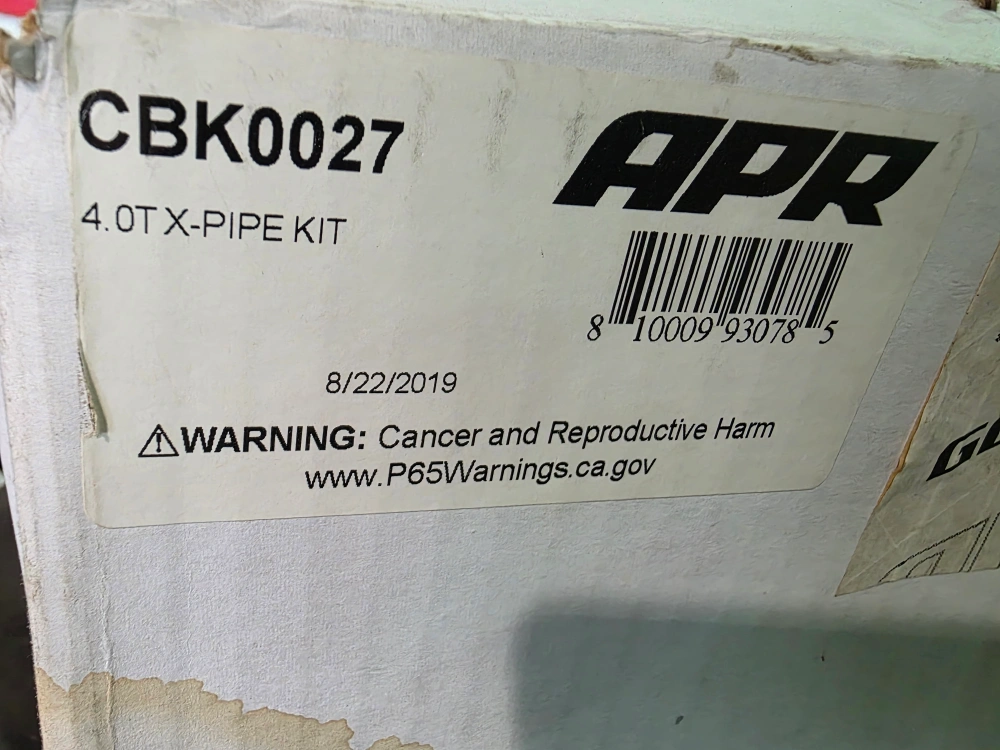 CBK0027
APR
4.0T X-PIPE KIT
8 10009 93078 5
8/22/2019
⚠WARNING: Cancer and Reproductive Harm
www.P65Warnings.ca.gov